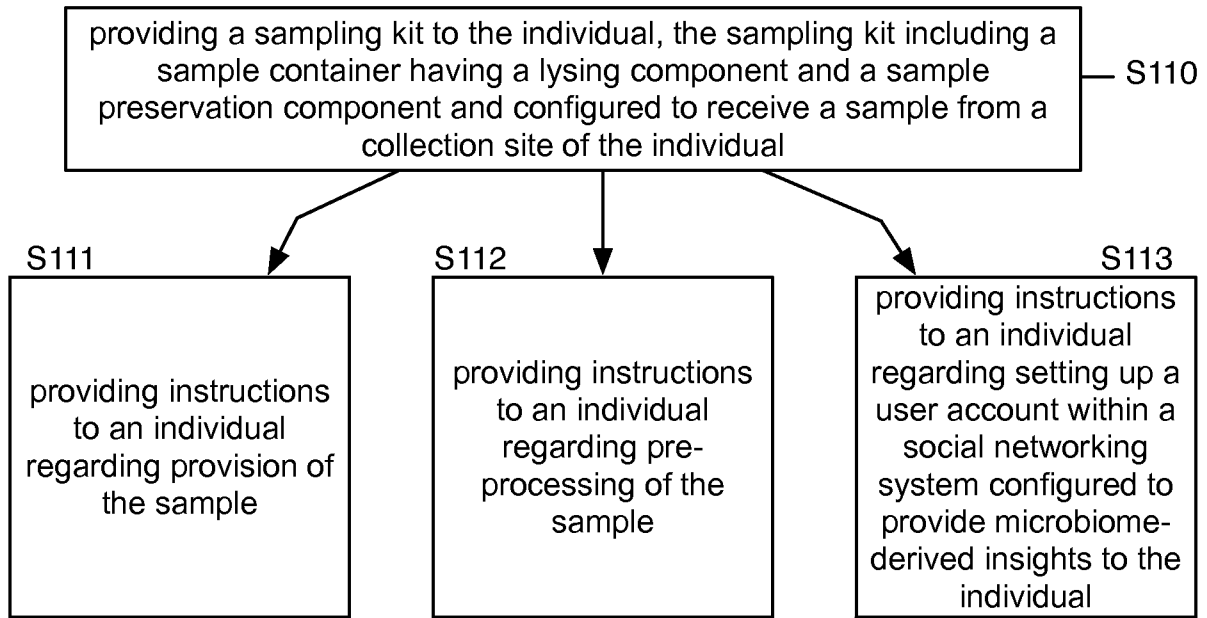 providing a sampling kit to the individual, the sampling kit including a
sample container having a lysing component and a sample
preservation component and configured to receive a sample from a
collection site of the individual
S110
S111
providing instructions
to an individual
regarding provision of
the sample
S112
providing instructions
to an individual
regarding pre-
processing of the
sample
S113
providing instructions
to an individual
regarding setting up a
user account within a
social networking
system configured to
provide microbiome-
derived insights to the
individual